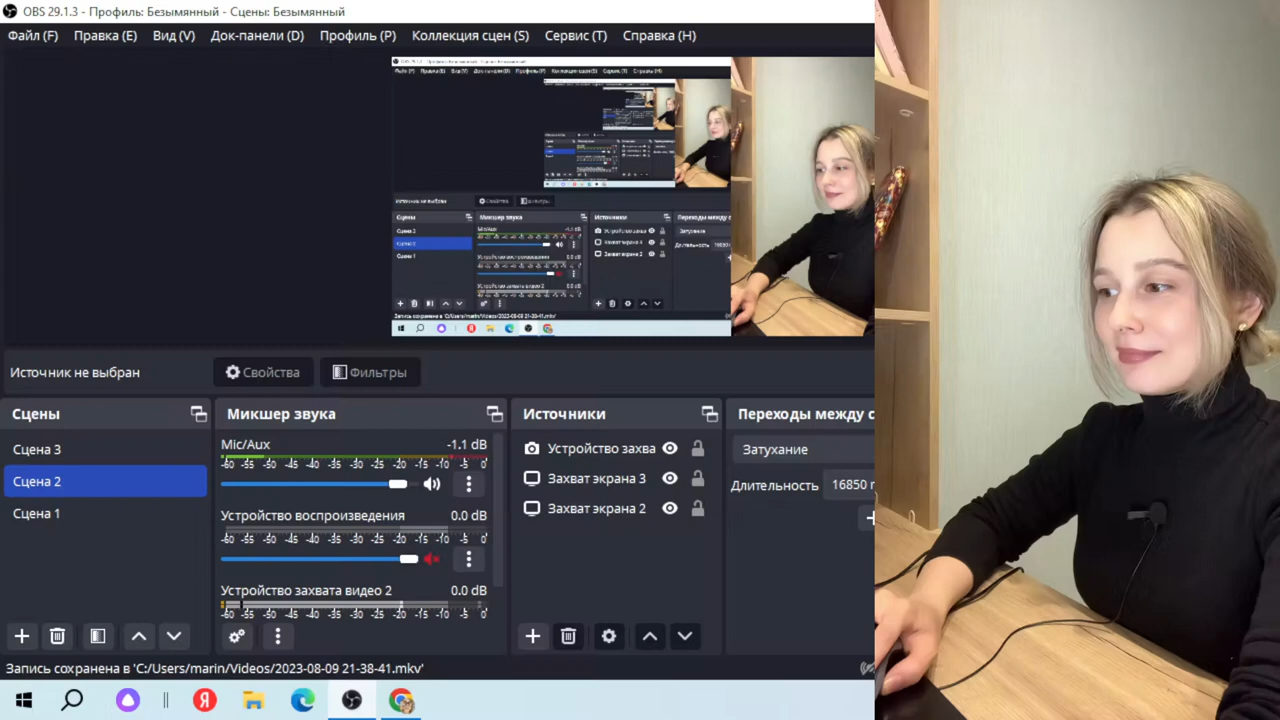 OBS 29.1.3 - Профиль: Безымянный - Сцены: Безымянный
Файл (F) Правка (E) Вид (V) Док-панели (D) Профиль (P) Коллекция сцен (S) Сервис (T) Справка (H)
Источник не выбран Свойства Фильтры
Сцены
Сцена 3
Сцена 2
Сцена 1
Микшер звука
Mic/Aux -1.1 dB
-60 -55 -50 -45 -40 -35 -30 -25 -20 -15 -10 -5 0
Устройство воспроизведения 0.0 dB
-60 -55 -50 -45 -40 -35 -30 -25 -20 -15 -10 -5 0
Устройство захвата видео 2 0.0 dB
-60 -55 -50 -45 -40 -35 -30 -25 -20 -15 -10 -5 0
Источники
Устройство захва
Захват экрана 3
Захват экрана 2
Переходы между с
Затухание
Длительность 16850
Запись сохранена в 'C:/Users/marin/Videos/2023-08-09 21-38-41.mkv'
Я